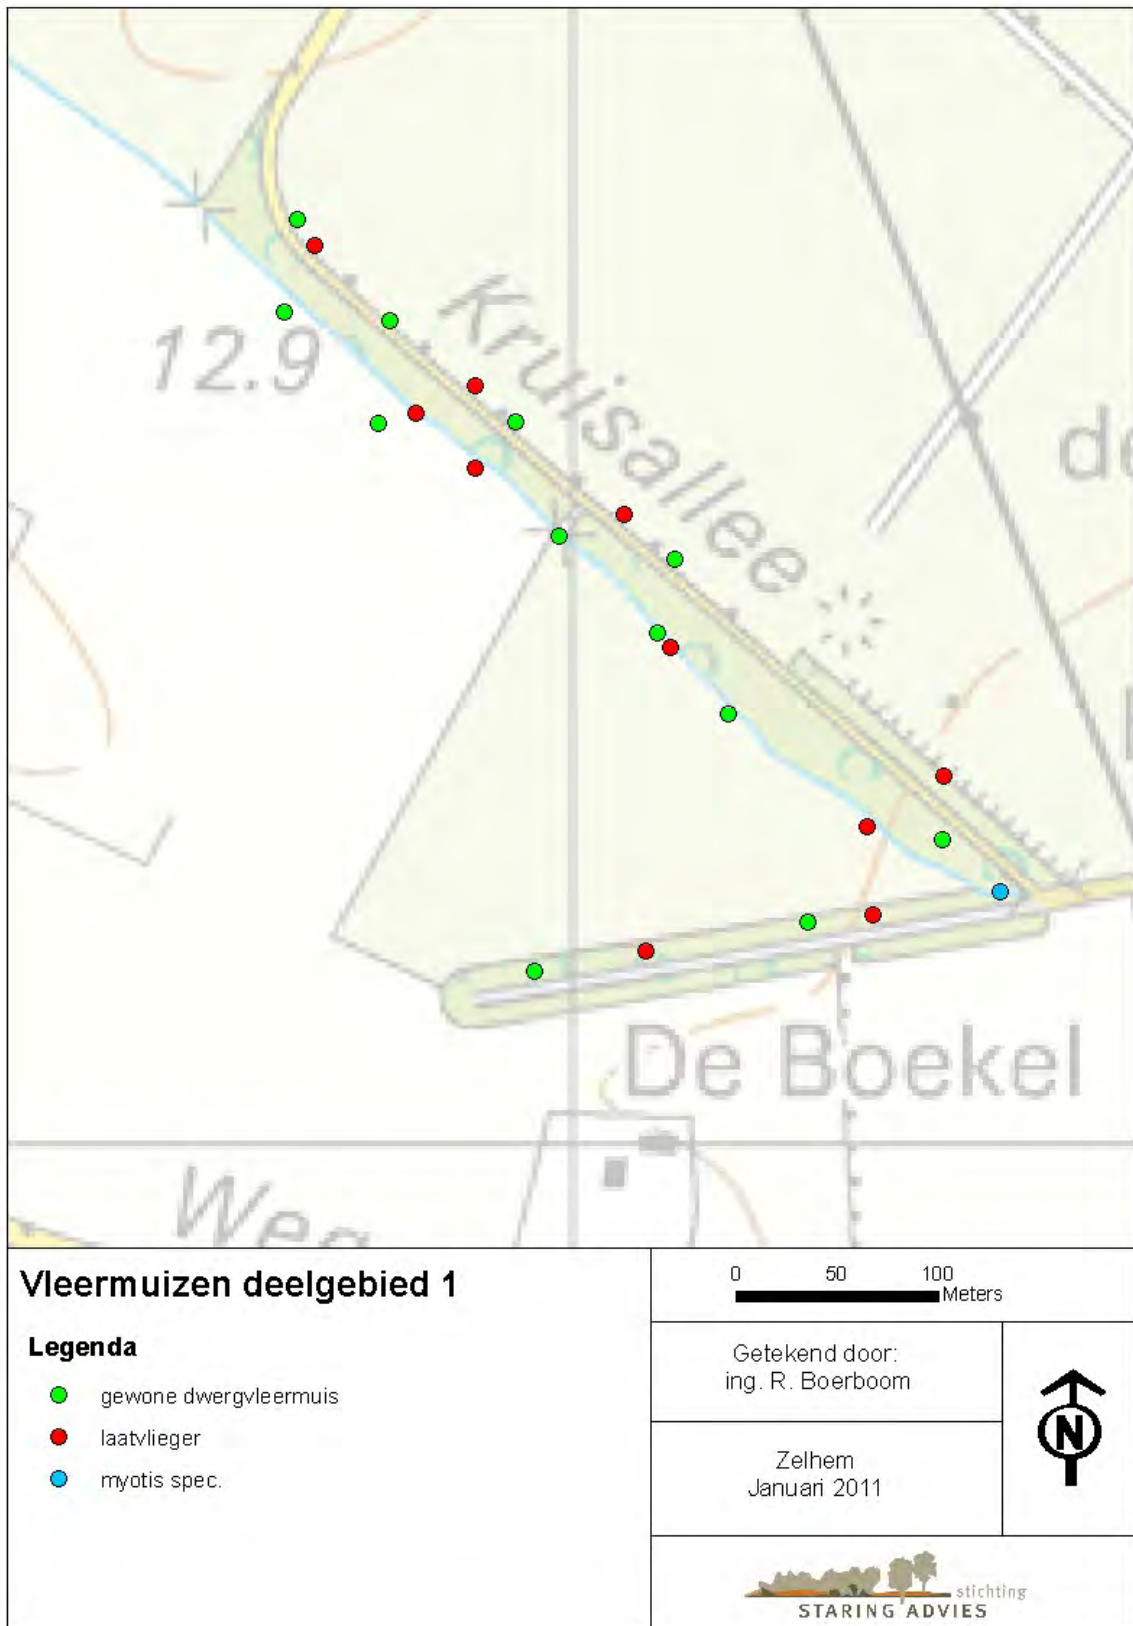 12.9
Kruisallee
de
De Boekel
Weg
Vleermuizen deelgebied 1
Legenda
gewone dwergvleermuis
laatvlieger
myotis spec.
0 50 100
Meters
Getekend door:
ing. R. Boerboom
Zelhem
Januari 2011
N
stichting
STARING ADVIES